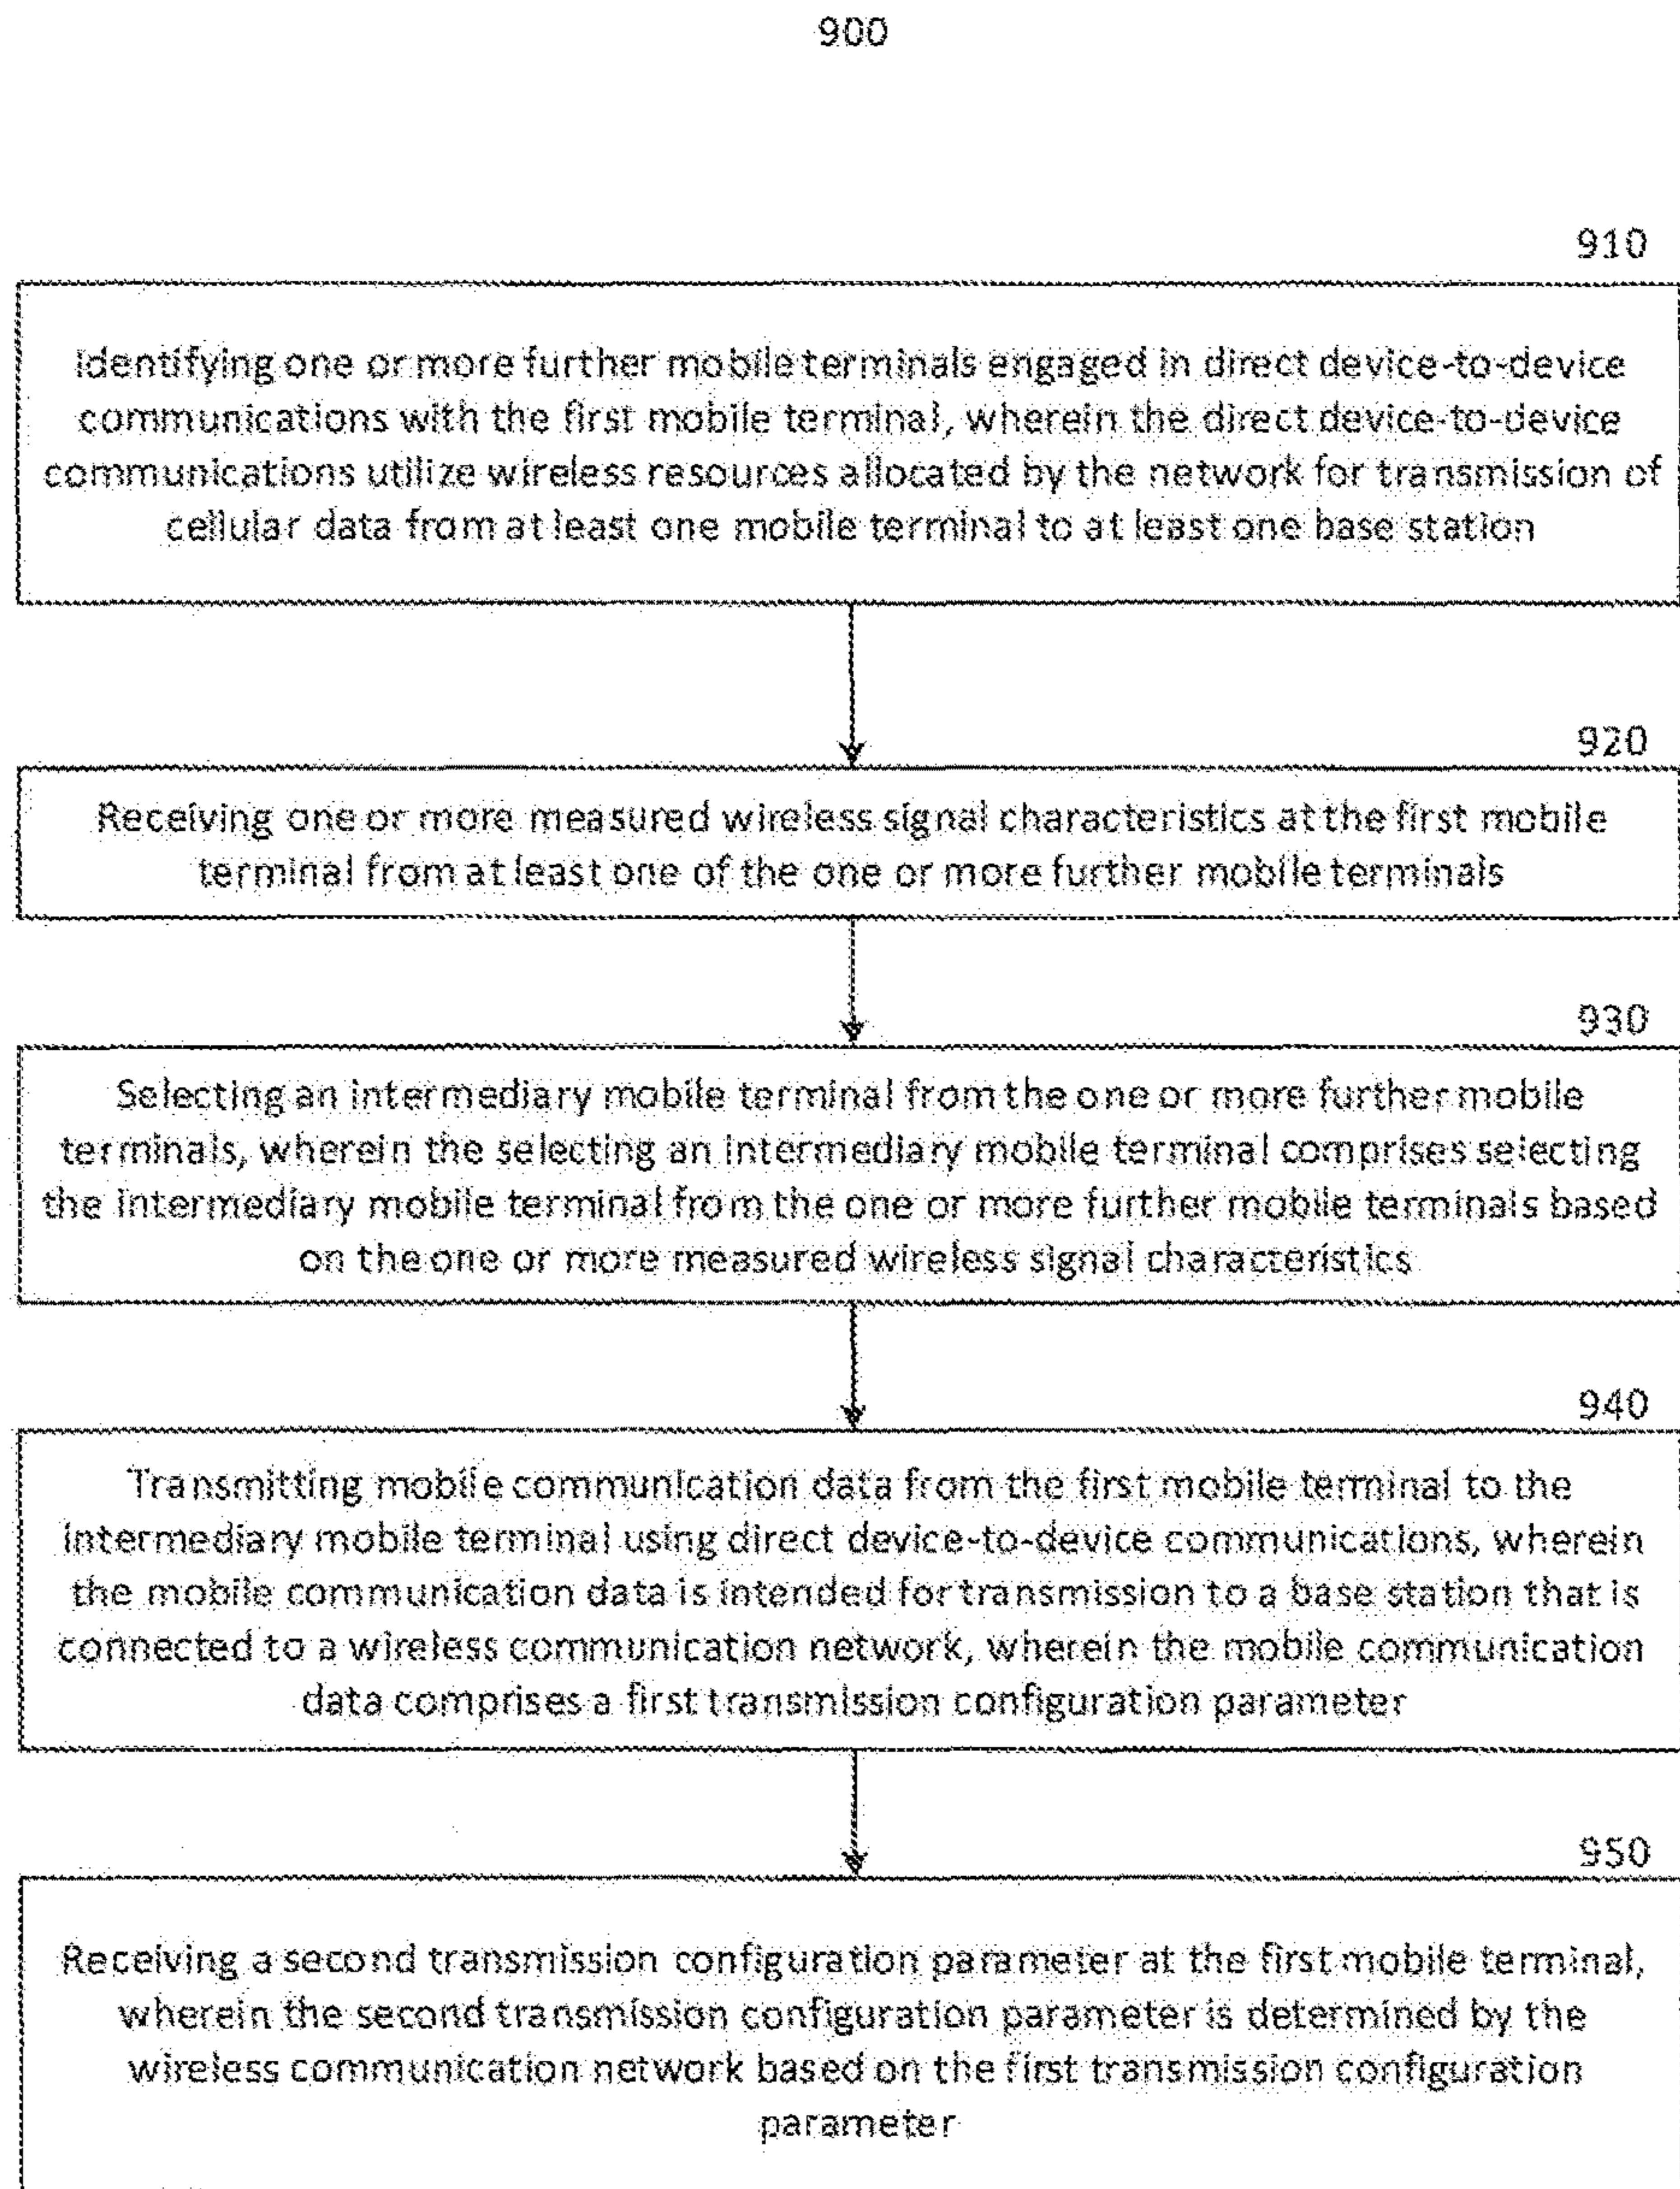 900
910
Identifying one or more further mobile terminals engaged in direct device-to-device
communications with the first mobile terminal, wherein the direct device-to-device
communications utilize wireless resources allocated by the network for transmission of
cellular data from at least one mobile terminal to at least one base station
920
Receiving one or more measured wireless signal characteristics at the first mobile
terminal from at least one of the one or more further mobile terminals
930
Selecting an intermediary mobile terminal from the one or more further mobile
terminals, wherein the selecting an intermediary mobile terminal comprises selecting
the intermediary mobile terminal from the one or more further mobile terminals based
on the one or more measured wireless signal characteristics
940
Transmitting mobile communication data from the first mobile terminal to the
intermediary mobile terminal using direct device-to-device communications, wherein
the mobile communication data is intended for transmission to a base station that is
connected to a wireless communication network, wherein the mobile communication
data comprises a first transmission configuration parameter
950
Receiving a second transmission configuration parameter at the first mobile terminal,
wherein the second transmission configuration parameter is determined by the
wireless communication network based on the first transmission configuration
parameter